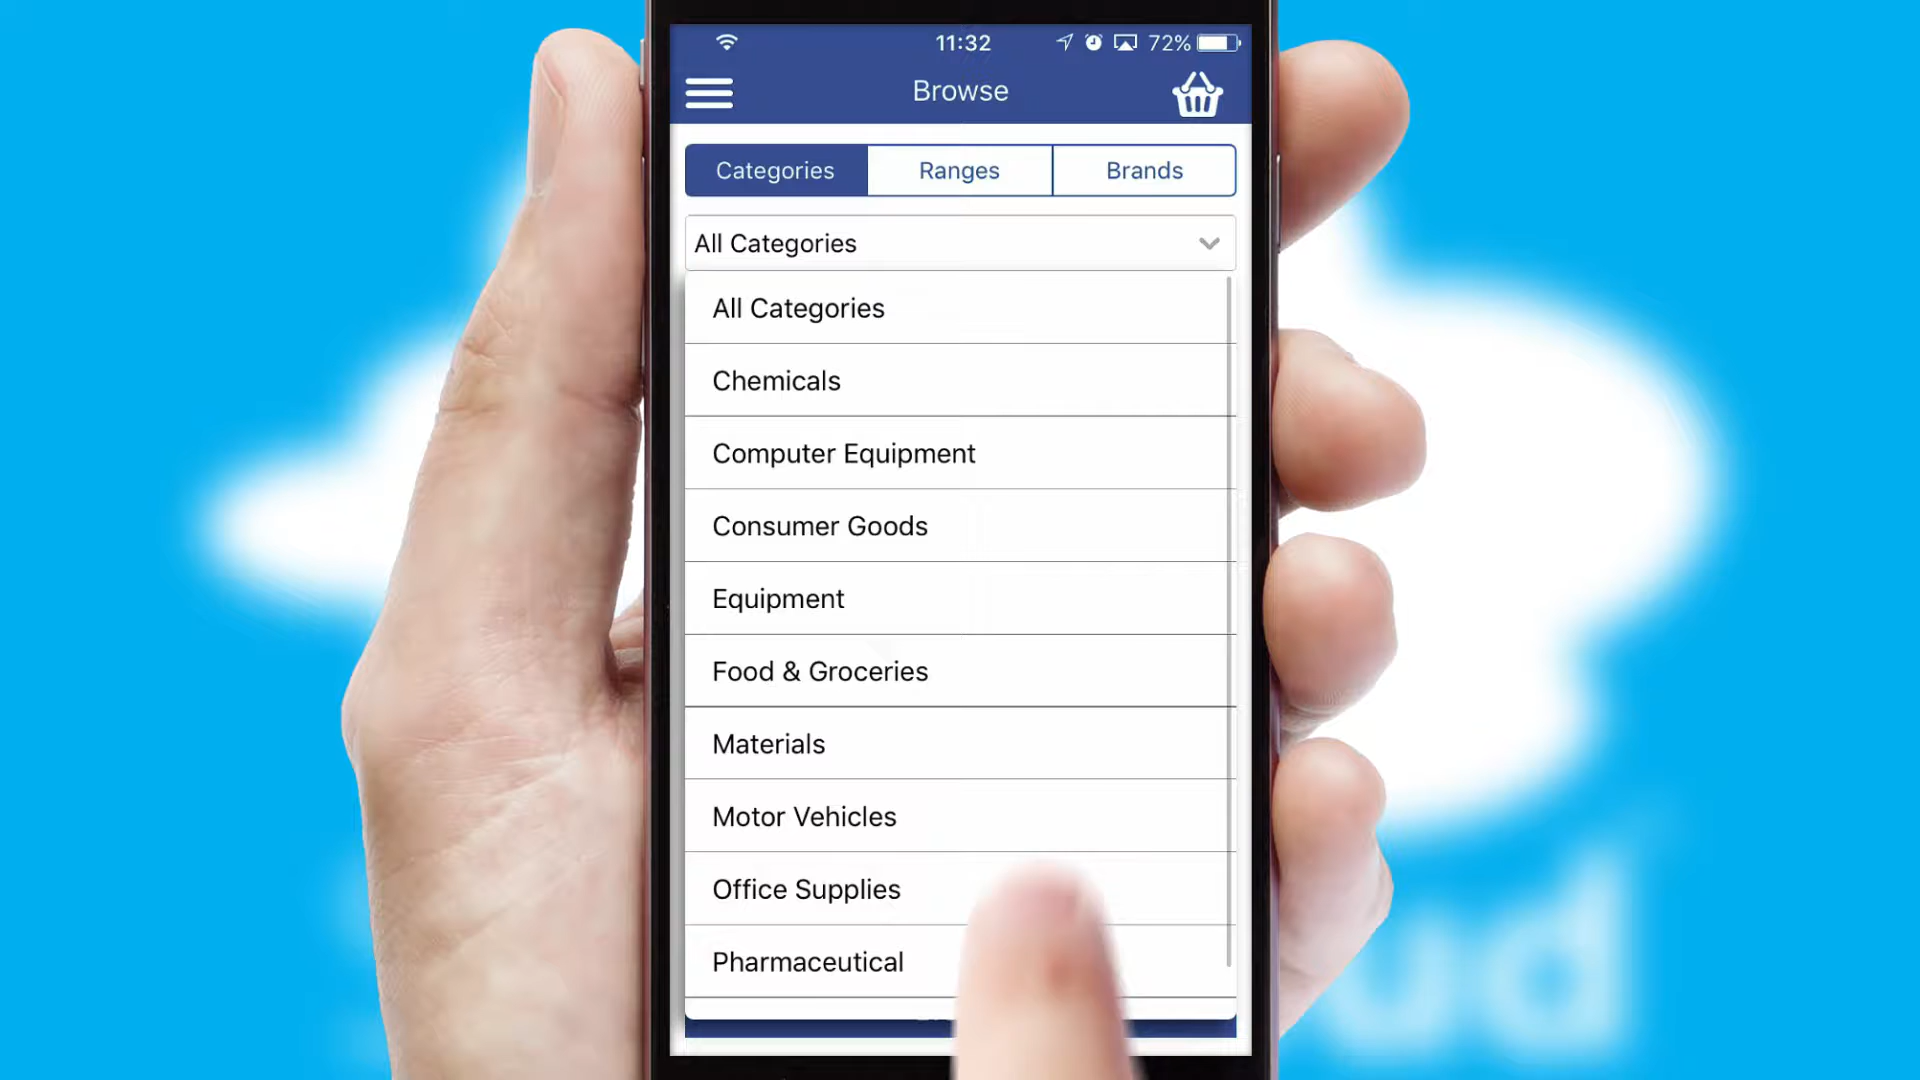 11:32
72%
Browse
Categories
Ranges
Brands
All Categories
All Categories
Chemicals
Computer Equipment
Consumer Goods
Equipment
Food & Groceries
Materials
Motor Vehicles
Office Supplies
Pharmaceutical
ud